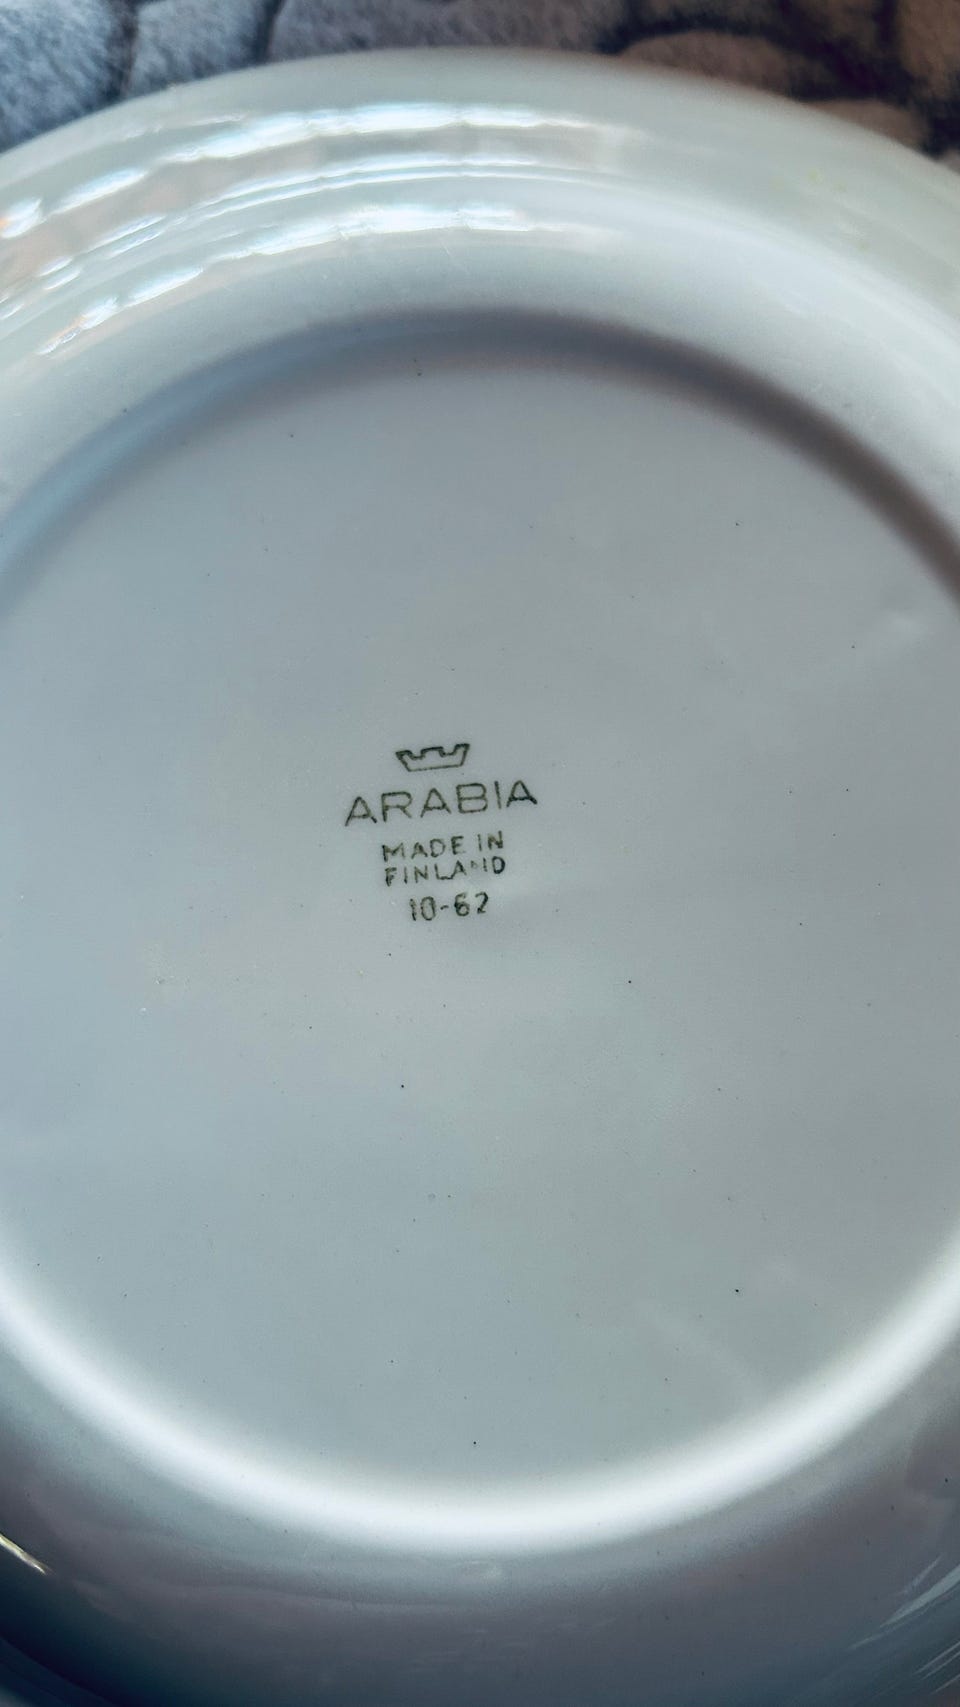 ARABIA
MADE IN
FINLAND
10-62